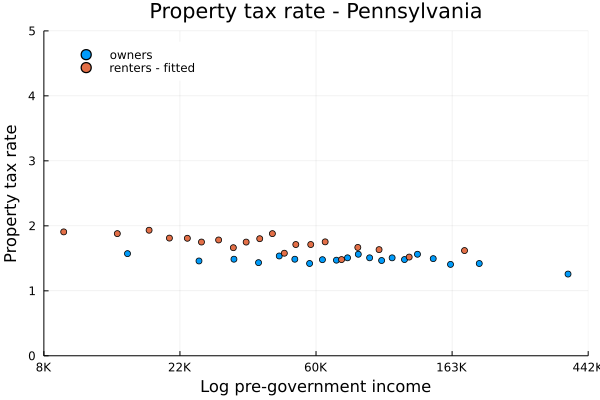 Property tax rate - Pennsylvania
owners
renters - fitted
Property tax rate
5
4
3
2
1
0
8K 22K 60K 163K 442K
Log pre-government income